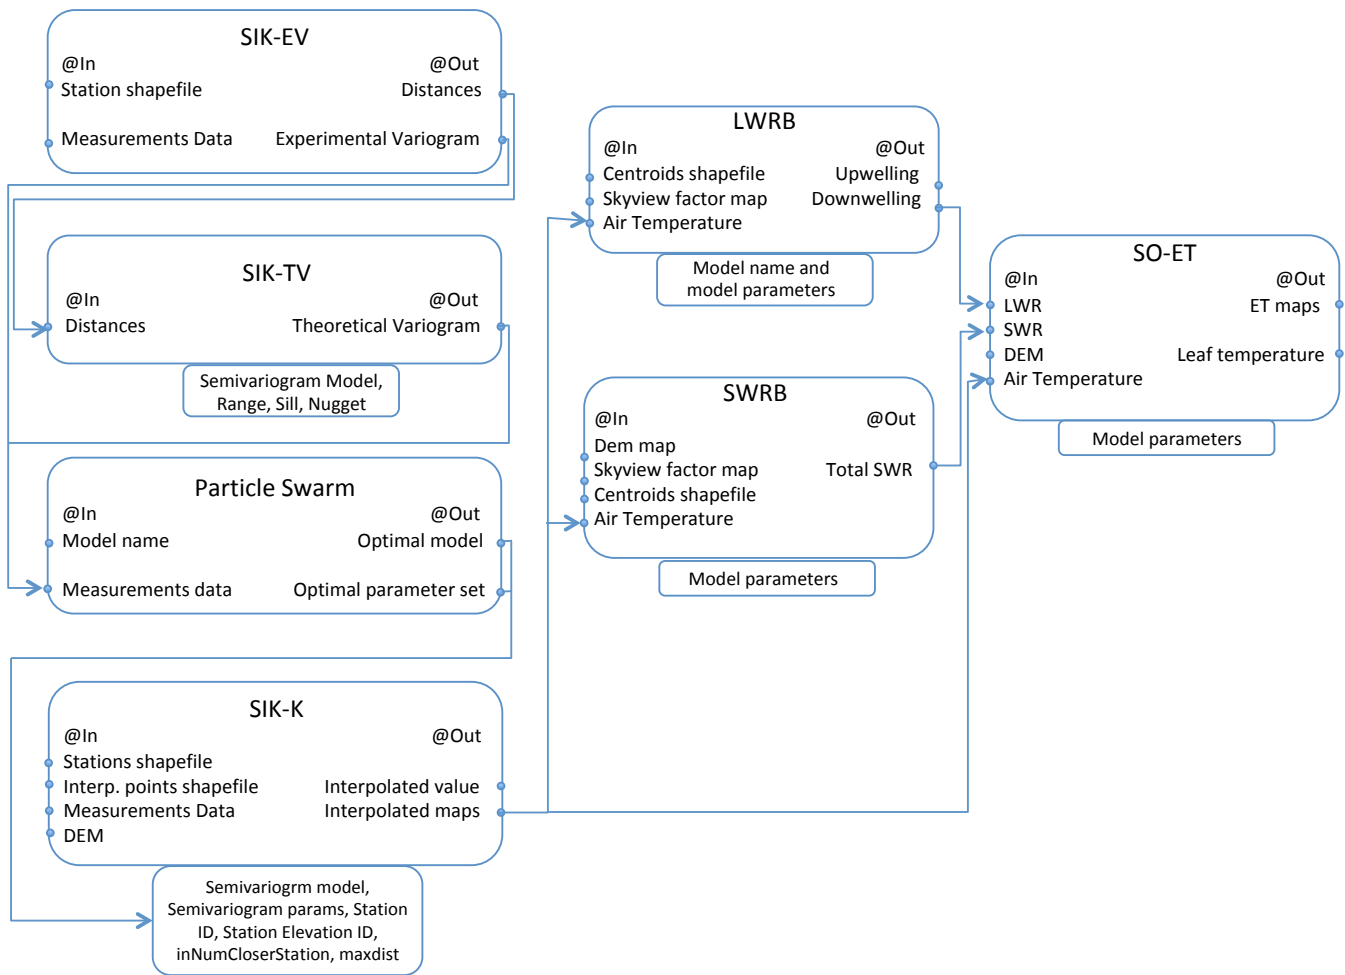 SIK-EV
@In
@Out
Station shapefile
Distances
Measurements Data
Experimental Variogram
SIK-TV
@In
@Out
Distances
Theoretical Variogram
Semivariogram Model,
Range, Sill, Nugget
Particle Swarm
@In
@Out
Model name
Optimal model
Measurements data
Optimal parameter set
SIK-K
@In
@Out
Stations shapefile
Interp. points shapefile
Interpolated value
Measurements Data
Interpolated maps
DEM
Semivariogrm model,
Semivariogram params, Station
ID, Station Elevation ID,
inNumCloserStation, maxdist
LWRB
@In
@Out
Centroids shapefile
Upwelling
Skyview factor map
Downwelling
Air Temperature
Model name and
model parameters
SWRB
@In
@Out
Dem map
Skyview factor map
Total SWR
Centroids shapefile
Air Temperature
Model parameters
SO-ET
@In
@Out
LWR
ET maps
SWR
DEM
Leaf temperature
Air Temperature
Model parameters